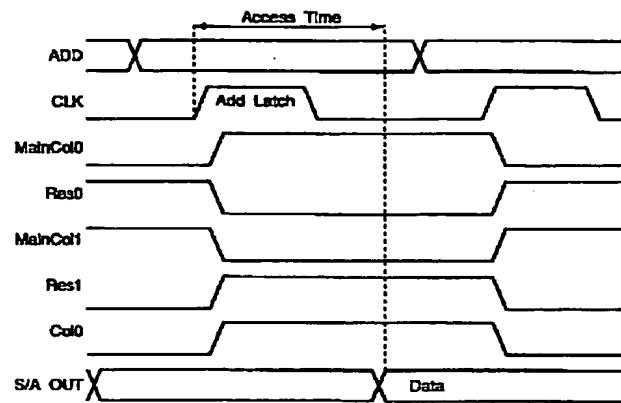 Access Time
ADD
CLK
Add Latch
MainCol0
Res0
MainCol1
Res1
Col0
S/A OUT
Data